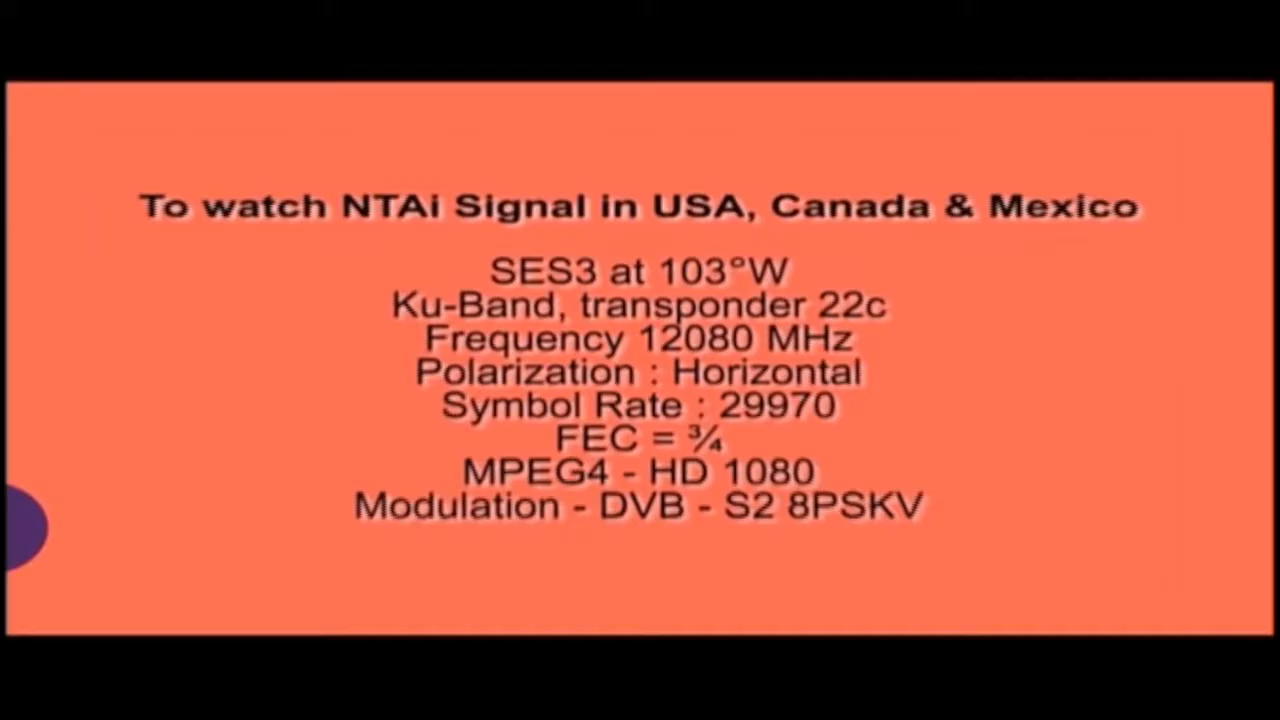 To watch NTAi Signal in USA, Canada & Mexico
SES3 at 103°W
Ku-Band, transponder 22c
Frequency 12080 MHz
Polarization : Horizontal
Symbol Rate : 29970
FEC = ¾
MPEG4 - HD 1080
Modulation - DVB - S2 8PSKV